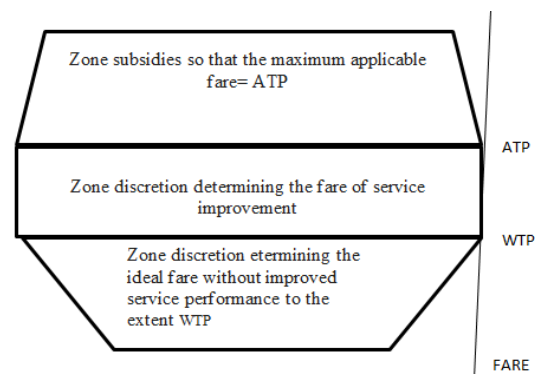 Zone subsidies so that the maximum applicable
fare= ATP
ATP
Zone discretion determining the fare of service
improvement
WTP
Zone discretion etermining the
ideal fare without improved
service performance to the
extent WTP
FARE